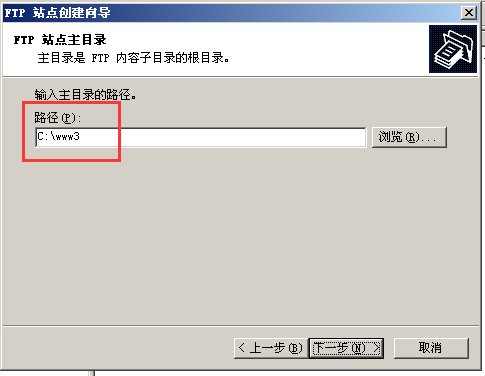 FTP 站点创建向导
FTP 站点主目录
主目录是 FTP 内容子目录的根目录。
输入主目录的路径。
路径(P):
C:\www3
浏览(R)...
< 上一步(B)
下一步(N) >
取消